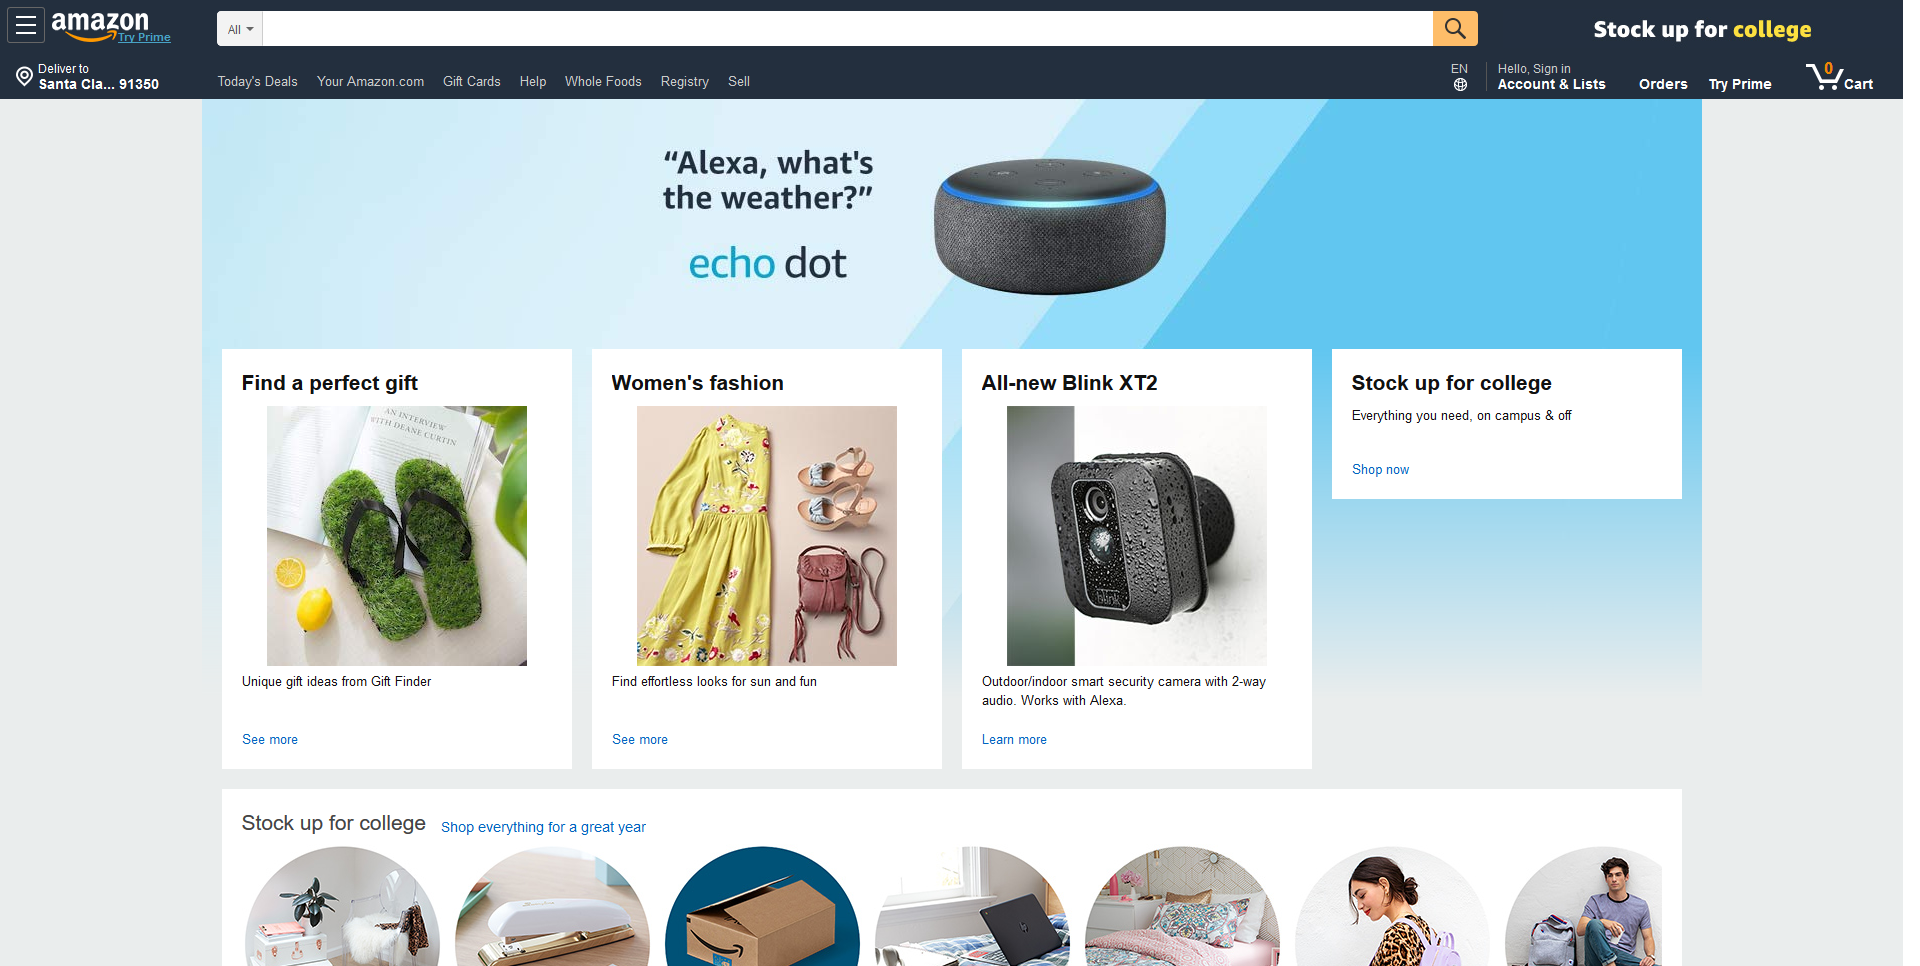 amazon
Try Prime
All
Stock up for college
Deliver to
Santa Cla... 91350
Today's Deals
Your Amazon.com
Gift Cards
Help
Whole Foods
Registry
Sell
EN
Hello, Sign in
Account & Lists
Orders
Try Prime
0
Cart
“Alexa, what's
the weather?”
echo dot
Find a perfect gift
AN INTERVIEW
WITH DEANE CURTIN
Unique gift ideas from Gift Finder
See more
Women's fashion
Find effortless looks for sun and fun
See more
All-new Blink XT2
blink
Outdoor/indoor smart security camera with 2-way
audio. Works with Alexa.
Learn more
Stock up for college
Everything you need, on campus & off
Shop now
Stock up for college
Shop everything for a great year